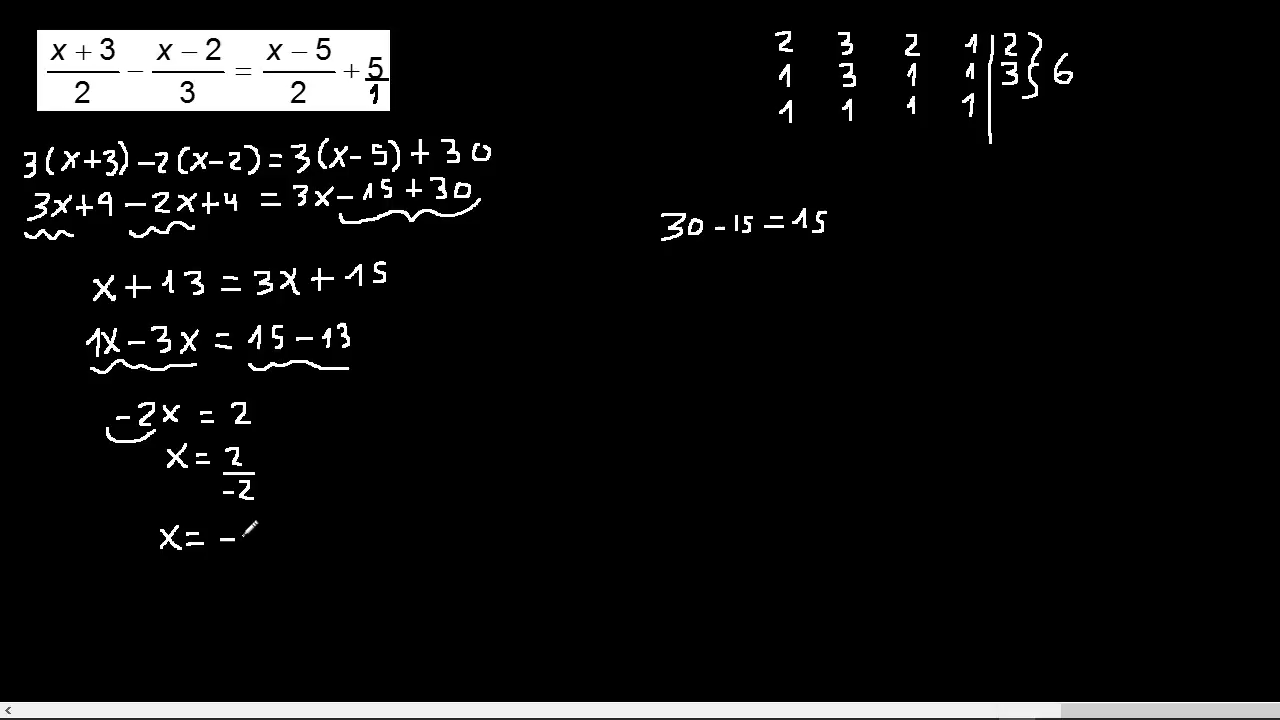 x + 3 / 2 − x − 2 / 3 = x − 5 / 2 + 5 / 1
3(x+3) −2(x−2) = 3(x−5) + 30
3x+9 −2x+4 = 3x −15 + 30
x + 13 = 3x + 15
1x − 3x = 15 − 13
−2x = 2
x = 2 / −2
x = −
2 3 2 1 | 2
1 3 1 1 | 3 } 6
1 1 1 1 |
30 − 15 = 15